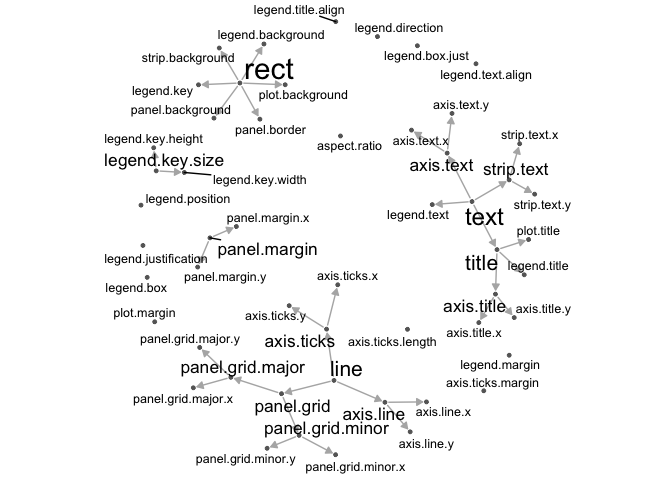 legend.title.align
legend.direction
legend.background
legend.box.just
strip.background
legend.text.align
rect
legend.key
plot.background
panel.background
axis.text.y
panel.border
legend.key.height
aspect.ratio
axis.text.x
strip.text.x
legend.key.size
axis.text
strip.text
legend.key.width
legend.position
strip.text.y
legend.text
text
panel.margin.x
plot.title
panel.margin
legend.justification
title
legend.title
panel.margin.y
axis.ticks.x
legend.box
axis.title
plot.margin
axis.ticks.y
axis.title.y
axis.title.x
panel.grid.major.y
axis.ticks
axis.ticks.length
panel.grid.major
line
legend.margin
axis.ticks.margin
panel.grid.major.x
panel.grid
axis.line
axis.line.x
panel.grid.minor
axis.line.y
panel.grid.minor.y
panel.grid.minor.x